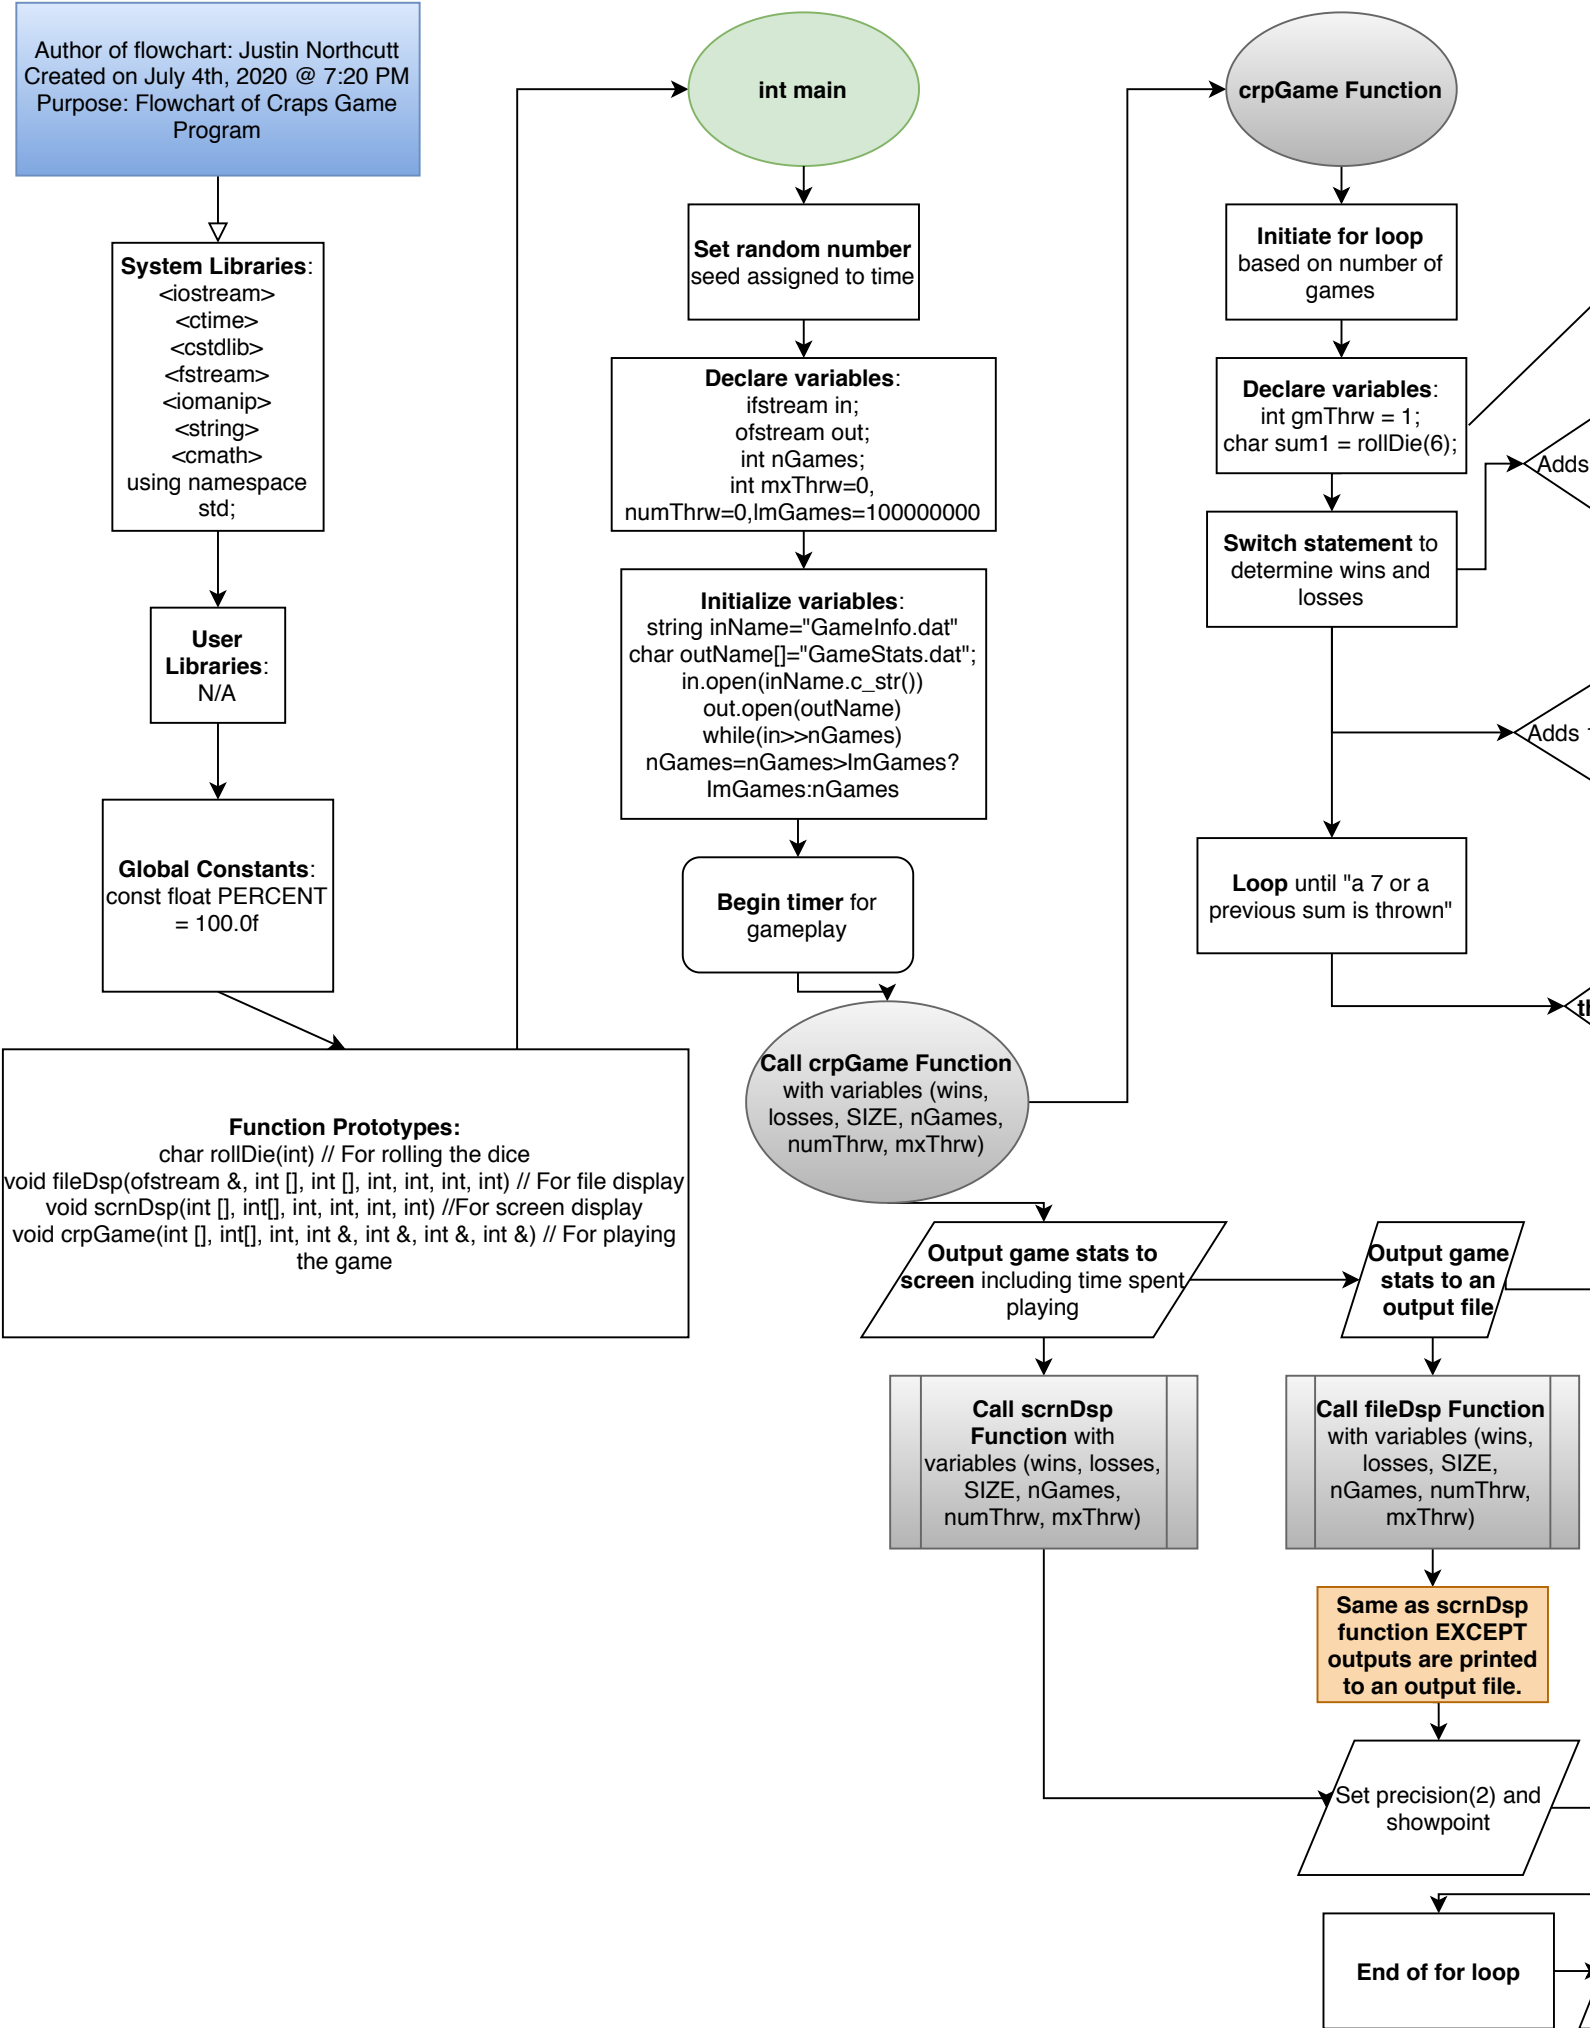 Author of flowchart: Justin Northcutt
Created on July 4th, 2020 @ 7:20 PM
Purpose: Flowchart of Craps Game
Program
System Libraries:
<iostream>
<ctime>
<cstdlib>
<fstream>
<iomanip>
<string>
<cmath>
using namespace
std;
User
Libraries:
N/A
Global Constants:
const float PERCENT
= 100.0f
Function Prototypes:
char rollDie(int) // For rolling the dice
void fileDsp(ofstream &, int [], int [], int, int, int, int) // For file display
void scrnDsp(int [], int[], int, int, int, int) //For screen display
void crpGame(int [], int[], int, int &, int &, int &, int &) // For playing
the game
int main
Set random number
seed assigned to time
Declare variables:
ifstream in;
ofstream out;
int nGames;
int mxThrw=0,
numThrw=0,lmGames=100000000
Initialize variables:
string inName="GameInfo.dat"
char outName[]="GameStats.dat";
in.open(inName.c_str())
out.open(outName)
while(in>>nGames)
nGames=nGames>lmGames?
lmGames:nGames
Begin timer for
gameplay
Call crpGame Function
with variables (wins,
losses, SIZE, nGames,
numThrw, mxThrw)
Output game stats to
screen including time spent
playing
Call scrnDsp
Function with
variables (wins, losses,
SIZE, nGames,
numThrw, mxThrw)
crpGame Function
Initiate for loop
based on number of
games
Declare variables:
int gmThrw = 1;
char sum1 = rollDie(6);
Switch statement to
determine wins and
losses
Adds
Adds
Loop until "a 7 or a
previous sum is thrown"
Output game
stats to an
output file
Call fileDsp Function
with variables (wins,
losses, SIZE,
nGames, numThrw,
mxThrw)
Same as scrnDsp
function EXCEPT
outputs are printed
to an output file.
Set precision(2) and
showpoint
End of for loop